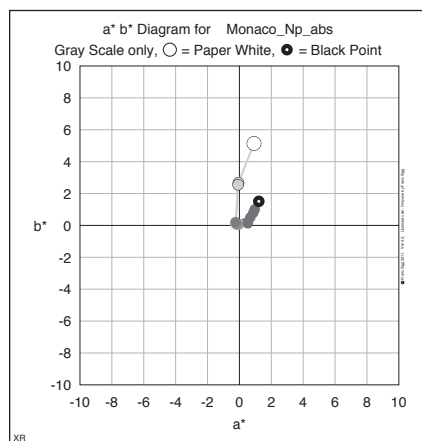 a* b* Diagram for Monaco_Np_abs
Gray Scale only, = Paper White, = Black Point
10
8
6
4
2
b* 0
-2
-4
-6
-8
-10
-10 -8 -6 -4 -2 0 2 4 6 8 10
a*
XR